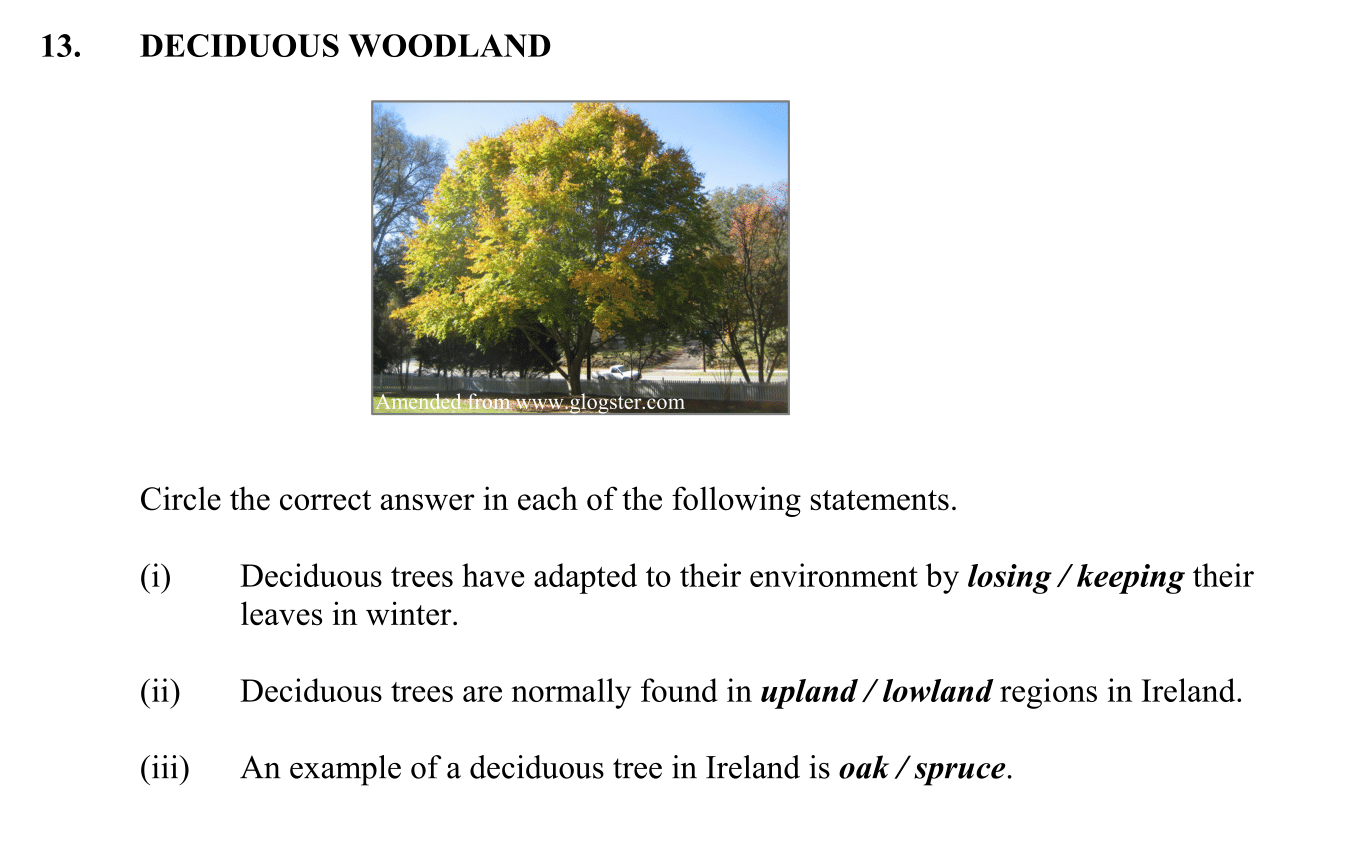 13. DECIDUOUS WOODLAND
Amended from www.glogster.com
Circle the correct answer in each of the following statements.
(i) Deciduous trees have adapted to their environment by losing / keeping their
leaves in winter.
(ii) Deciduous trees are normally found in upland / lowland regions in Ireland.
(iii) An example of a deciduous tree in Ireland is oak / spruce.